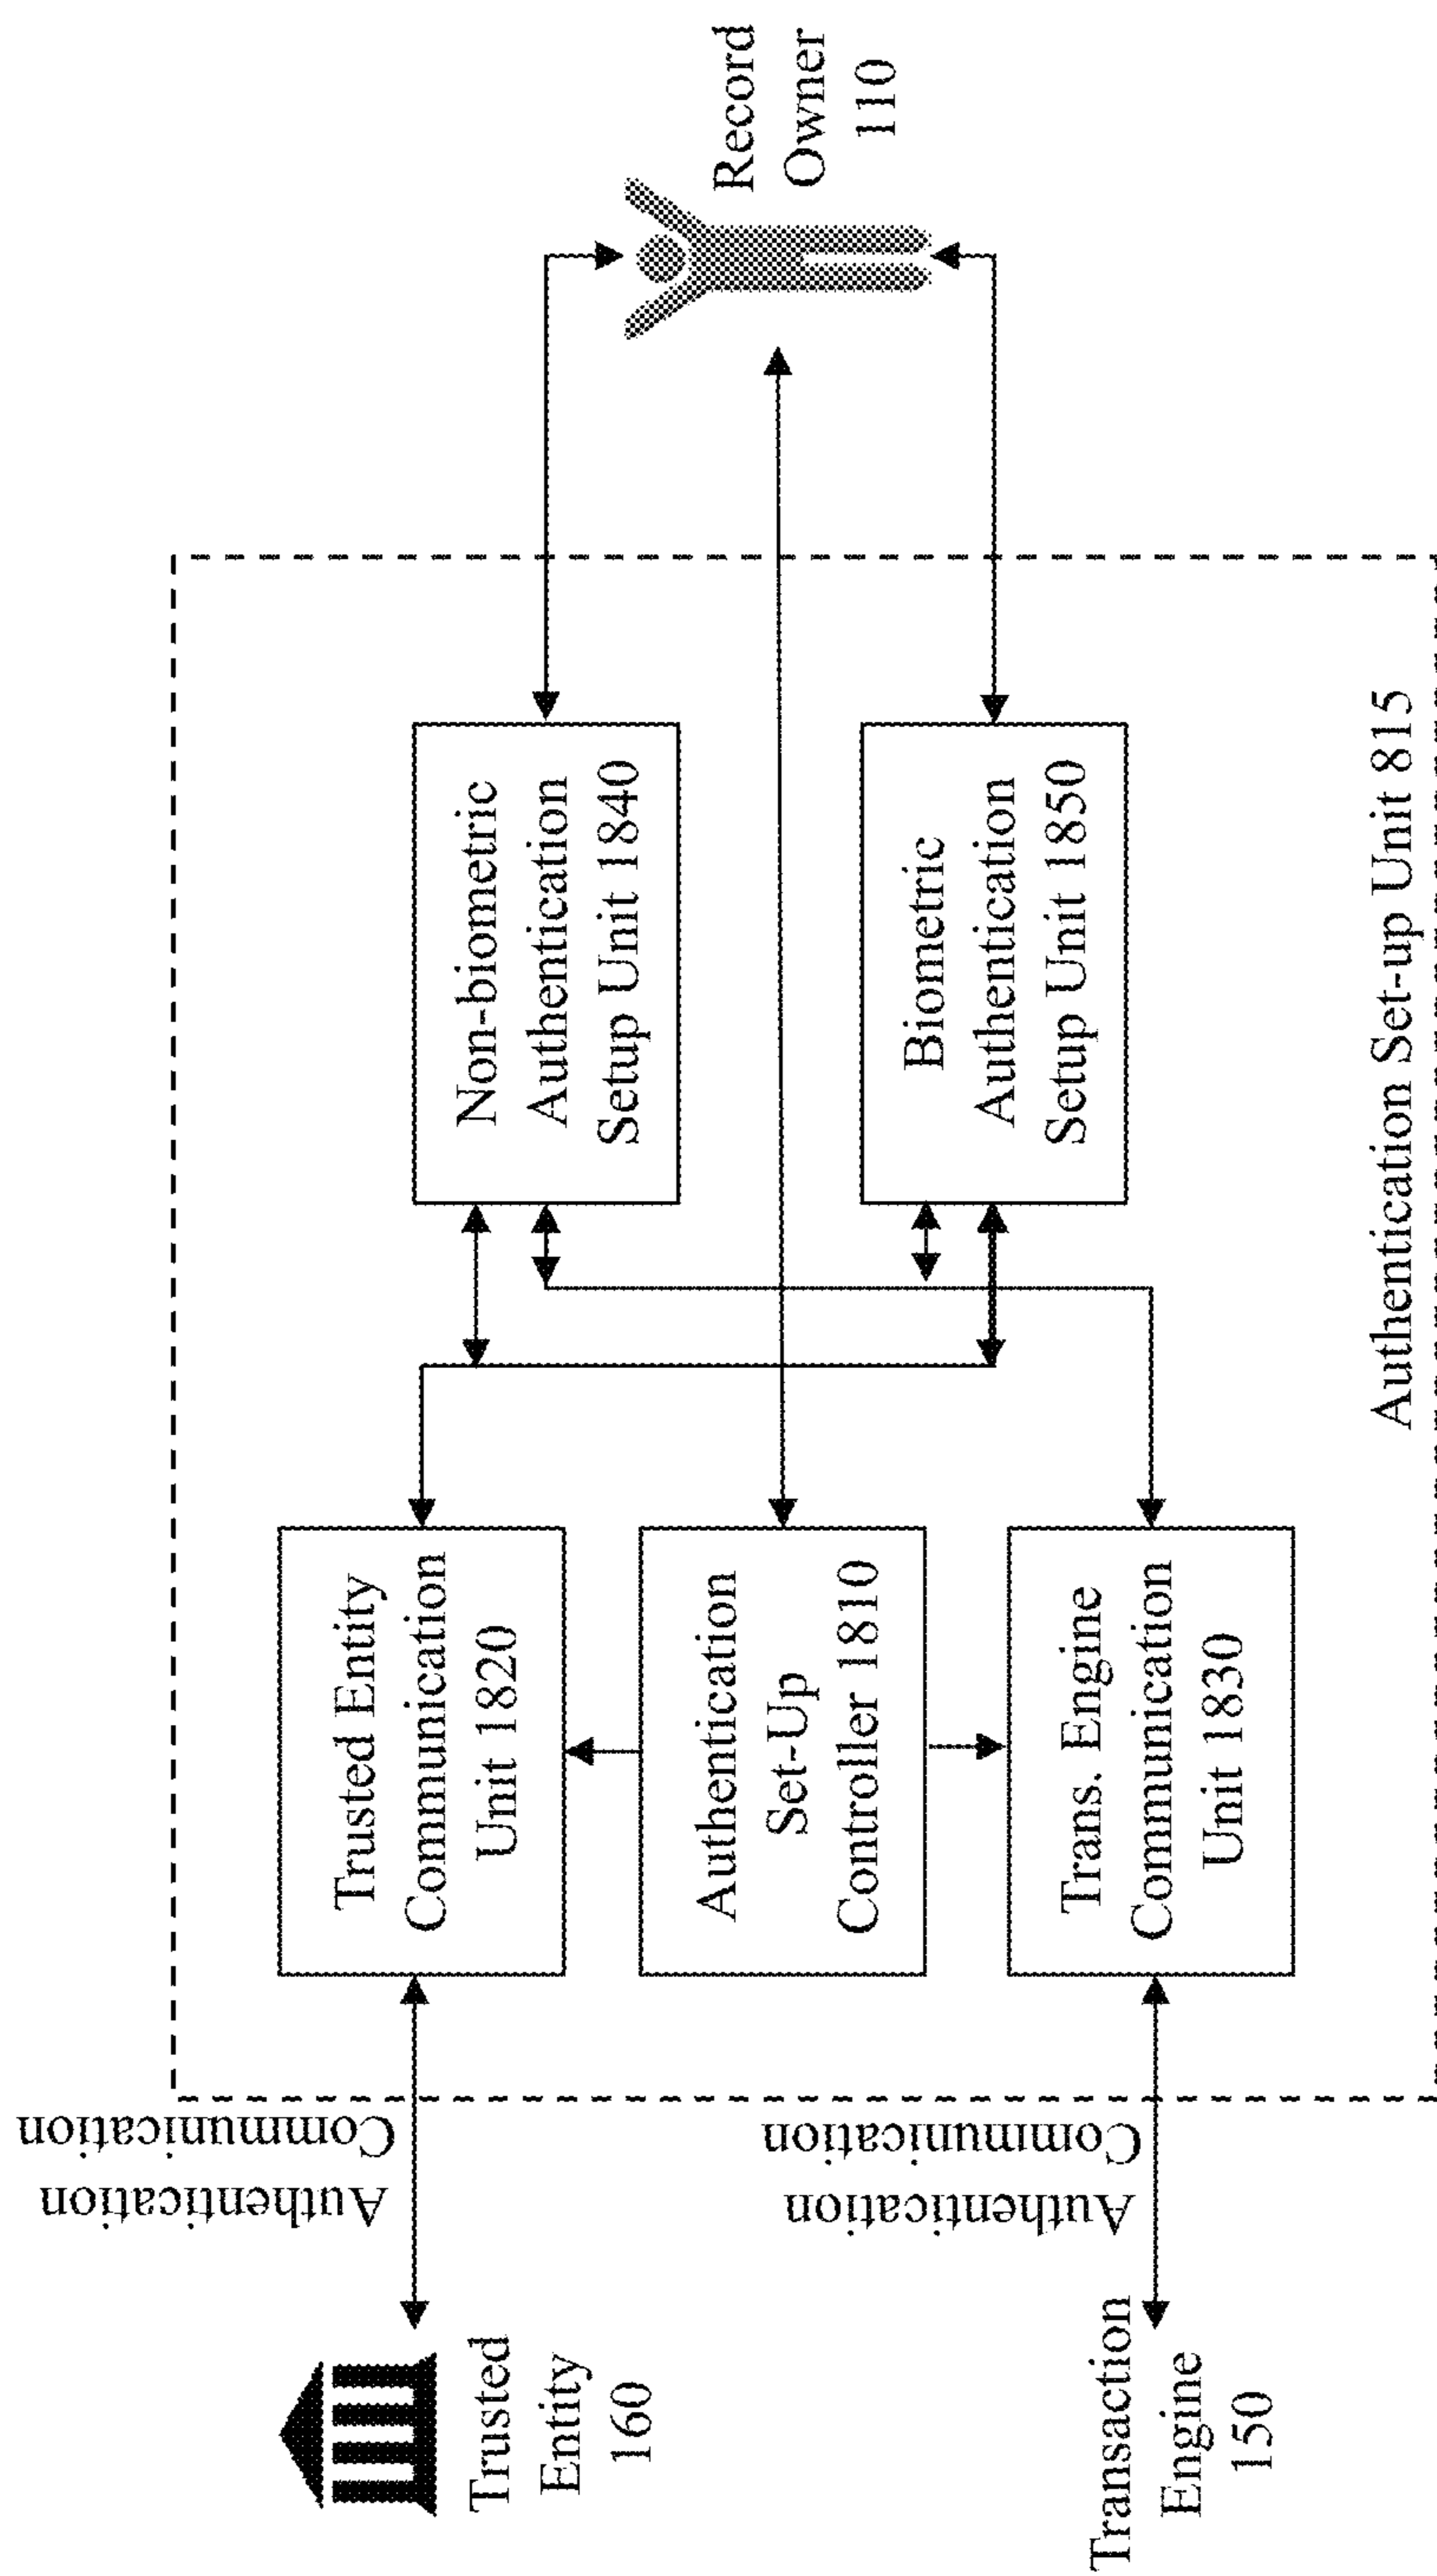 Trusted
Entity
160
Authentication
Communication
Trusted Entity
Communication
Unit 1820
Authentication
Set-Up
Controller 1810
Trans. Engine
Communication
Unit 1830
Transaction
Engine
150
Authentication
Communication
Non-biometric
Authentication
Setup Unit 1840
Biometric
Authentication
Setup Unit 1850
Record
Owner
110
Authentication Set-up Unit 815